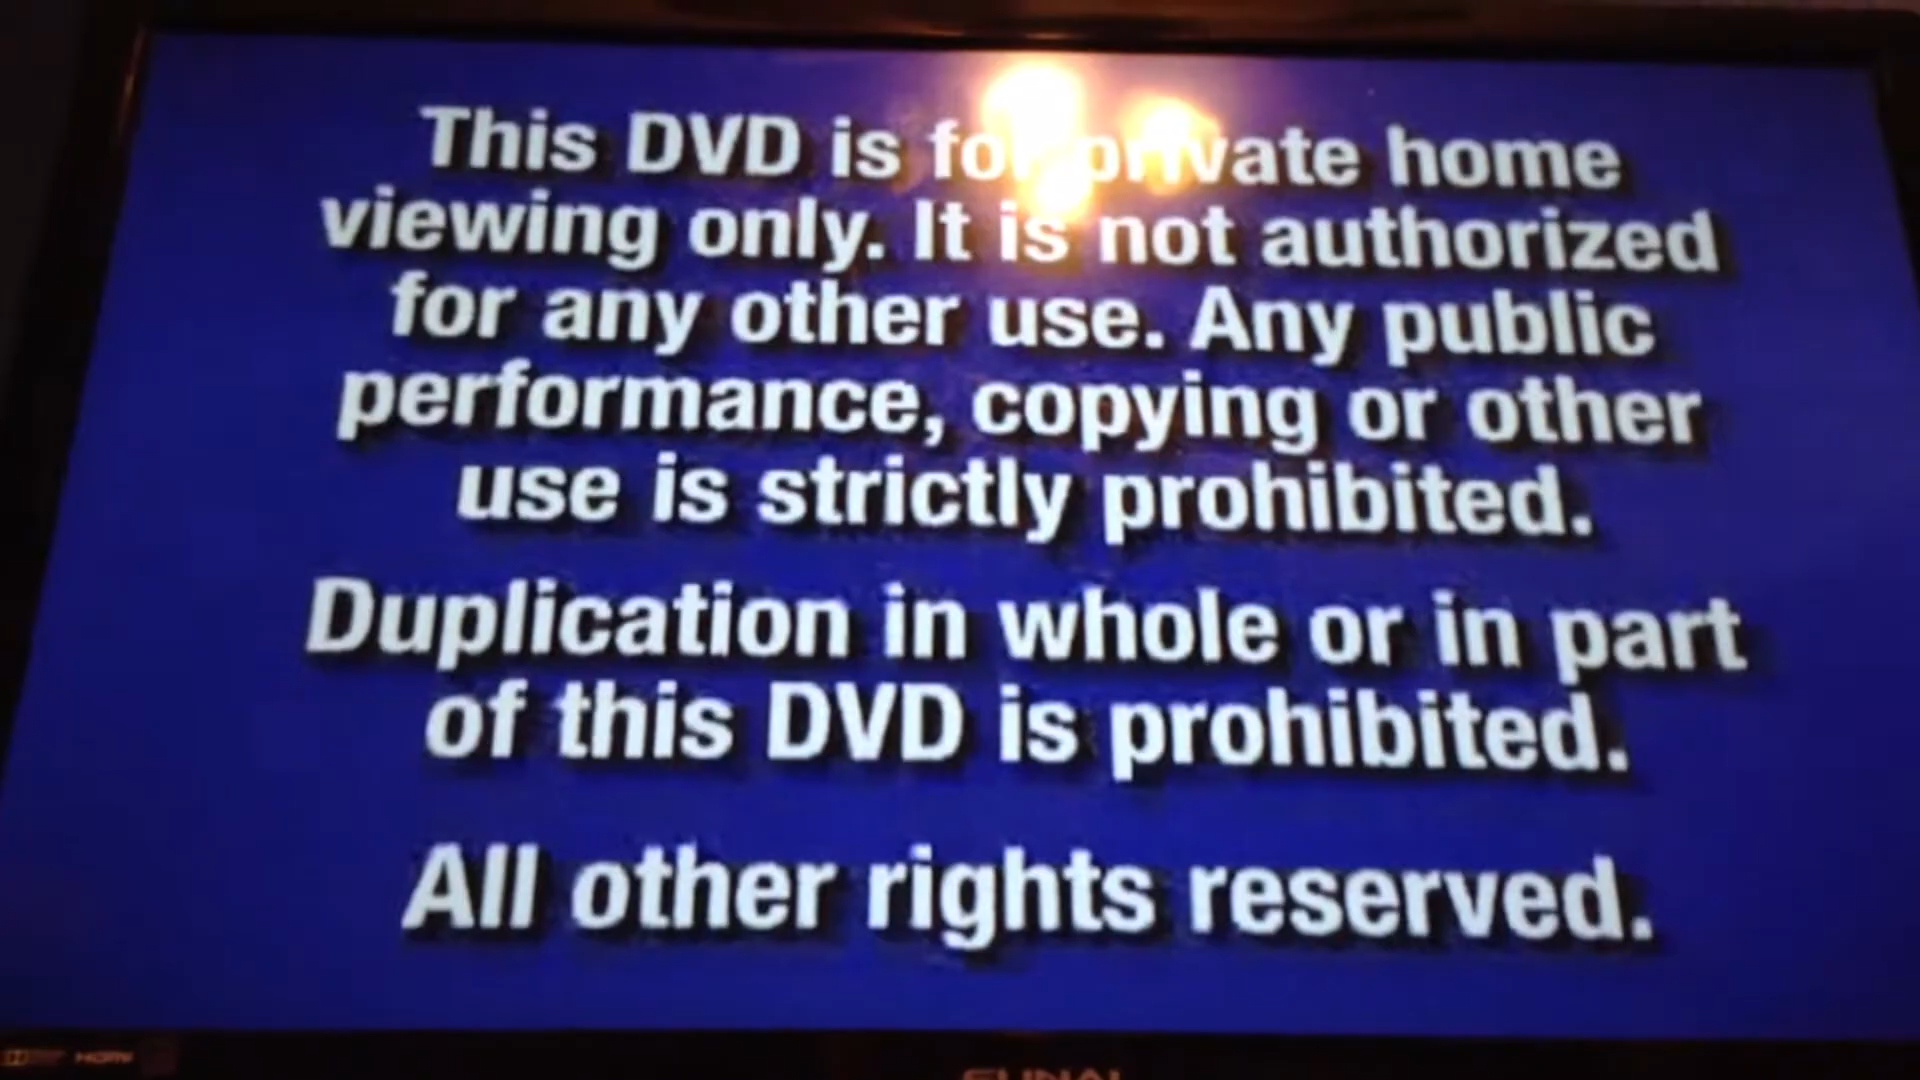 This DVD is for private home
viewing only. It is not authorized
for any other use. Any public
performance, copying or other
use is strictly prohibited.
Duplication in whole or in part
of this DVD is prohibited.
All other rights reserved.
HDMI